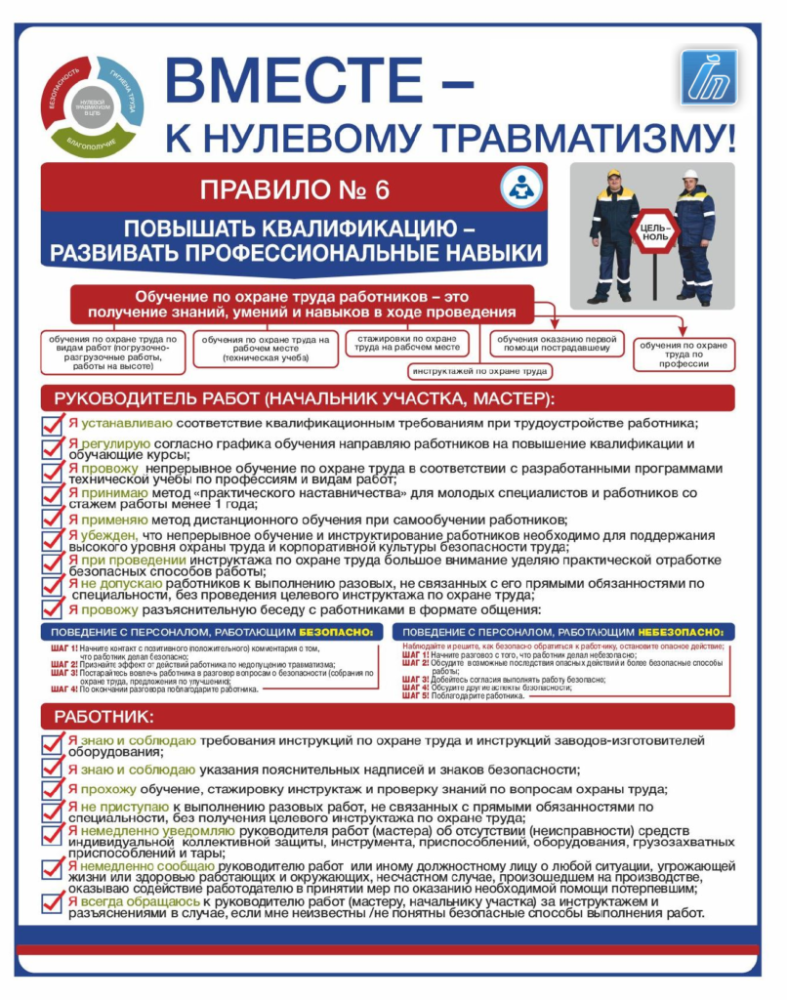 БЕЗОПАСНОСТЬ
ГИГИЕНА ТРУДА
НУЛЕВОЙ
ТРАВМАТИЗМ
В ЦПБ
БЛАГОПОЛУЧИЕ
ВМЕСТЕ –
К НУЛЕВОМУ ТРАВМАТИЗМУ!
ПРАВИЛО № 6
ПОВЫШАТЬ КВАЛИФИКАЦИЮ –
РАЗВИВАТЬ ПРОФЕССИОНАЛЬНЫЕ НАВЫКИ
ЦЕЛЬ –
НОЛЬ
Обучение по охране труда работников – это
получение знаний, умений и навыков в ходе проведения
обучения по охране труда по
видам работ (погрузочно-
разгрузочные работы,
работы на высоте)
обучения по охране труда на
рабочем месте
(техническая учеба)
стажировки по охране
труда на рабочем месте
инструктажей по охране труда
обучения оказанию первой
помощи пострадавшему
обучения по охране
труда по
профессии
РУКОВОДИТЕЛЬ РАБОТ (НАЧАЛЬНИК УЧАСТКА, МАСТЕР):
Я устанавливаю соответствие квалификационным требованиям при трудоустройстве работника;
Я регулирую согласно графика обучения направляю работников на повышение квалификации и
обучающие курсы;
Я провожу непрерывное обучение по охране труда в соответствии с разработанными программами
технической учебы по профессиям и видам работ;
Я принимаю метод «практического наставничества» для молодых специалистов и работников со
стажем работы менее 1 года;
Я применяю метод дистанционного обучения при самообучении работников;
Я убежден, что непрерывное обучение и инструктирование работников необходимо для поддержания
высокого уровня охраны труда и корпоративной культуры безопасности труда;
Я при проведении инструктажа по охране труда большое внимание уделяю практической отработке
безопасных способов работы;
Я не допускаю работников к выполнению разовых, не связанных с его прямыми обязанностями по
специальности, без проведения целевого инструктажа по охране труда;
Я провожу разъяснительную беседу с работниками в формате общения:
ПОВЕДЕНИЕ С ПЕРСОНАЛОМ, РАБОТАЮЩИМ БЕЗОПАСНО:
ШАГ 1! Начните контакт с позитивного положительного) комментария о том,
что работник делал безопасно;
ШАГ 2! Признайте эффект от действий работника по недопущению травматизма;
ШАГ 3! Постарайтесь вовлечь работника в разговор вопросам о безопасности (собрания по
охране труда, предложения по улучшению);
ШАГ 4! По окончании разговора поблагодарите работника.
ПОВЕДЕНИЕ С ПЕРСОНАЛОМ, РАБОТАЮЩИМ НЕБЕЗОПАСНО:
Наблюдайте и решите, как безопасно обратиться к работчику, остановите опасное действие;
ШАГ 1! Начните разговор с того, что работник делал небезопасно;
ШАГ 2! Обсудите возможные последствия опасных действий и более безопасные способы
работы;
ШАГ 3! Добейтесь согласия выполнять работу безопасно;
ШАГ 4! Обсудите другие аспекты безопасности;
ШАГ 5! Поблагодарите работника.
РАБОТНИК:
Я знаю и соблюдаю требования инструкций по охране труда и инструкций заводов-изготовителей
оборудования;
Я знаю и соблюдаю указания пояснительных надписей и знаков безопасности;
Я прохожу обучение, стажировку инструктаж и проверку знаний по вопросам охраны труда;
Я не приступаю к выполнению разовых работ, не связанных с прямыми обязанностями по
специальности, без получения целевого инструктажа по охране труда;
Я немедленно уведомляю руководителя работ (мастера) об отсутствии (неисправности) средств
индивидуальной коллективной защиты, инструмента, приспособлений, оборудования, грузозахватных
приспособлений и тары;
Я немедленно сообщаю руководителю работ или иному должностному лицу о любой ситуации, угрожающей
жизни или здоровью работающих и окружающих, несчастном случае, произошедшем на производстве,
оказываю содействие работодателю в принятии мер по оказанию необходимой помощи потерпевшим;
Я всегда обращаюсь к руководителю работ (мастеру, начальнику участка) за инструктажем и
разъяснениями в случае, если мне неизвестны /не понятны безопасные способы выполнения работ.